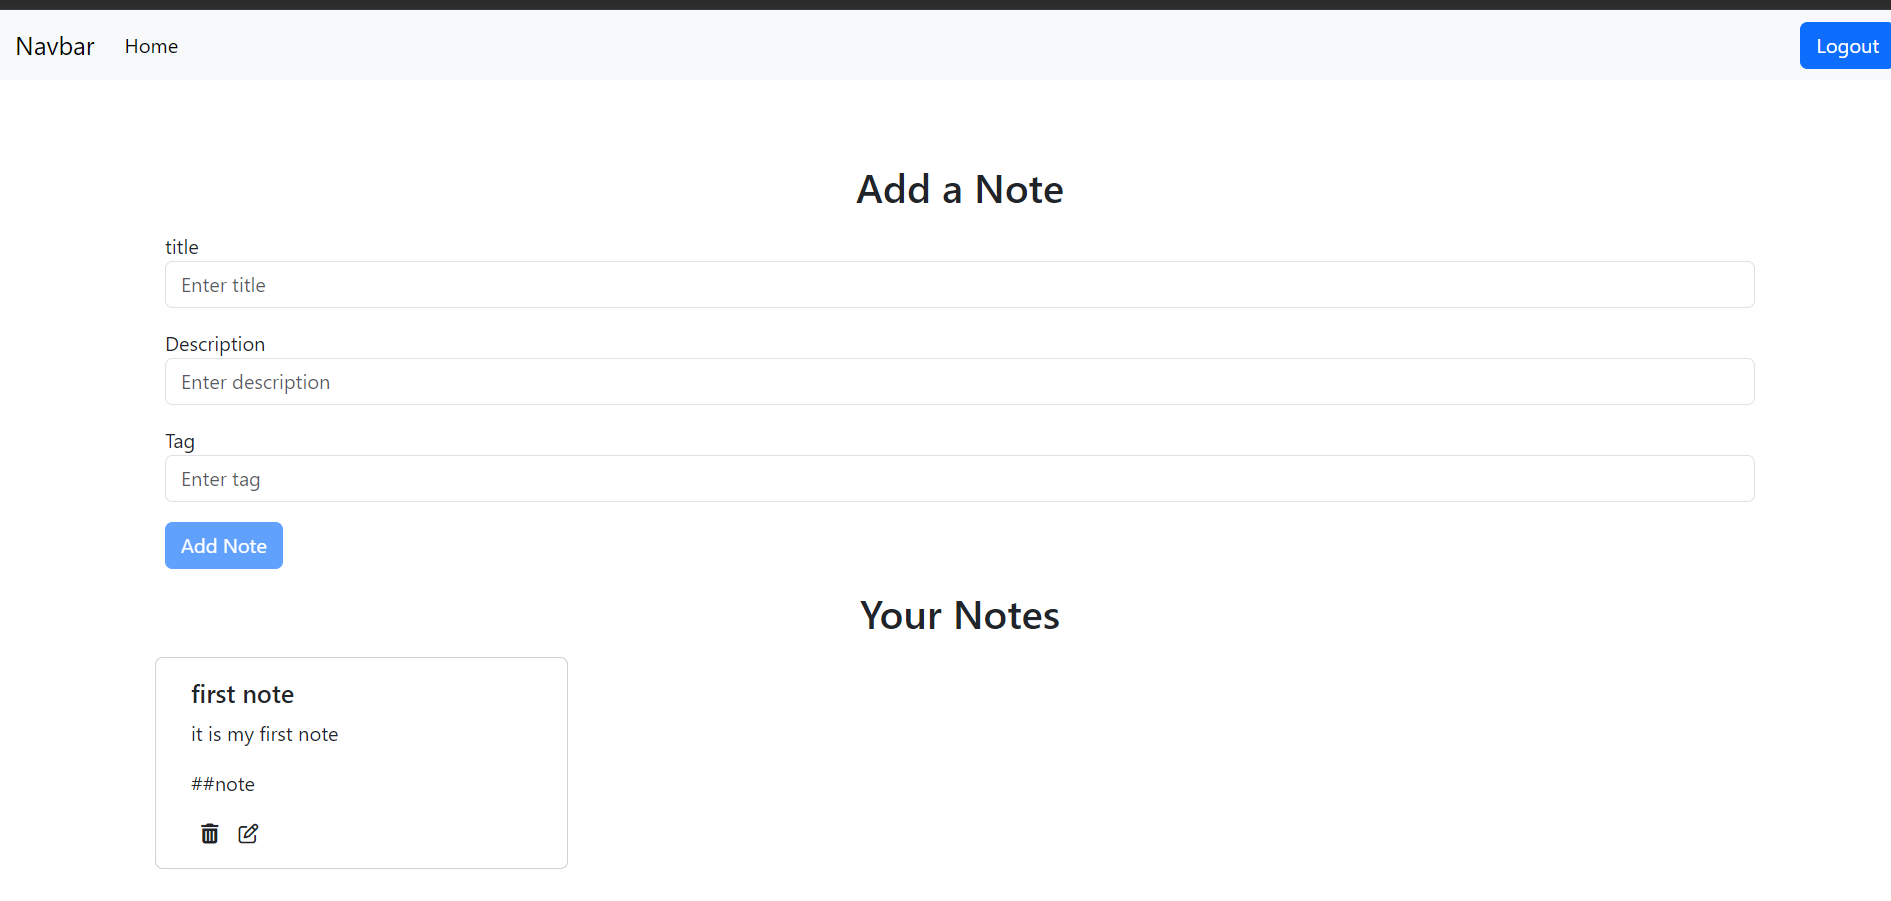 Navbar Home Logout
Add a Note
title
Enter title
Description
Enter description
Tag
Enter tag
Add Note
Your Notes
first note
it is my first note
##note